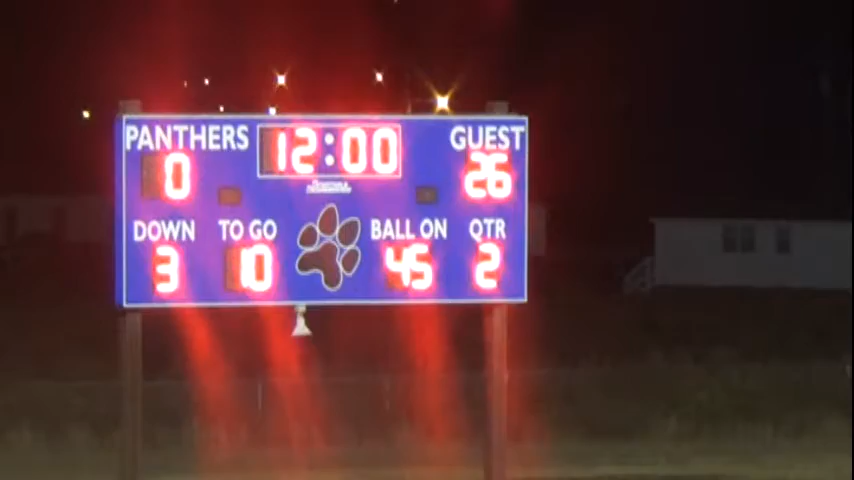 PANTHERS 12:00 GUEST
0 26
DOWN TO GO BALL ON QTR
3 10 45 2